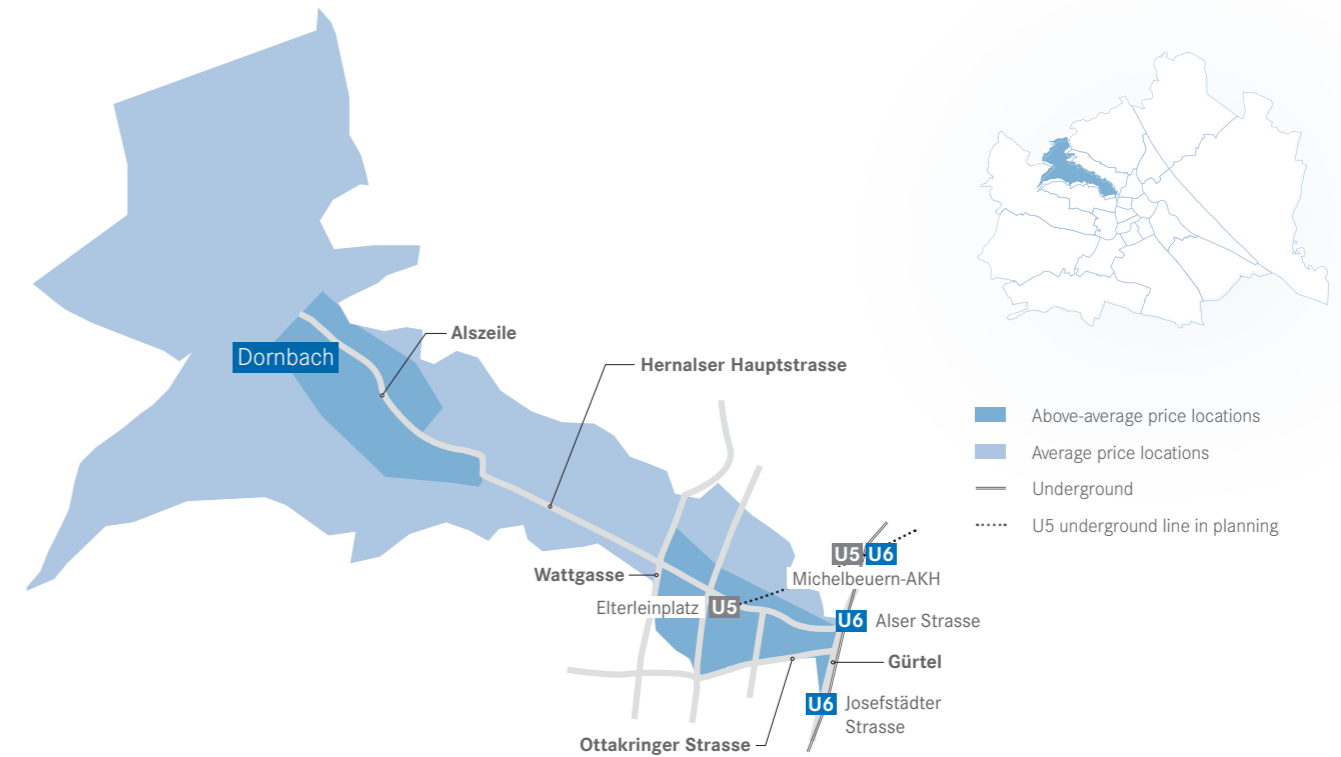 Alszeile
Dornbach
Hernalser Hauptstrasse
Above-average price locations
Average price locations
Underground
U5 underground line in planning
U5 U6
Michelbeuern-AKH
Wattgasse
Elterleinplatz U5
U6 Alser Strasse
Gürtel
U6 Josefstädter
Strasse
Ottakringer Strasse